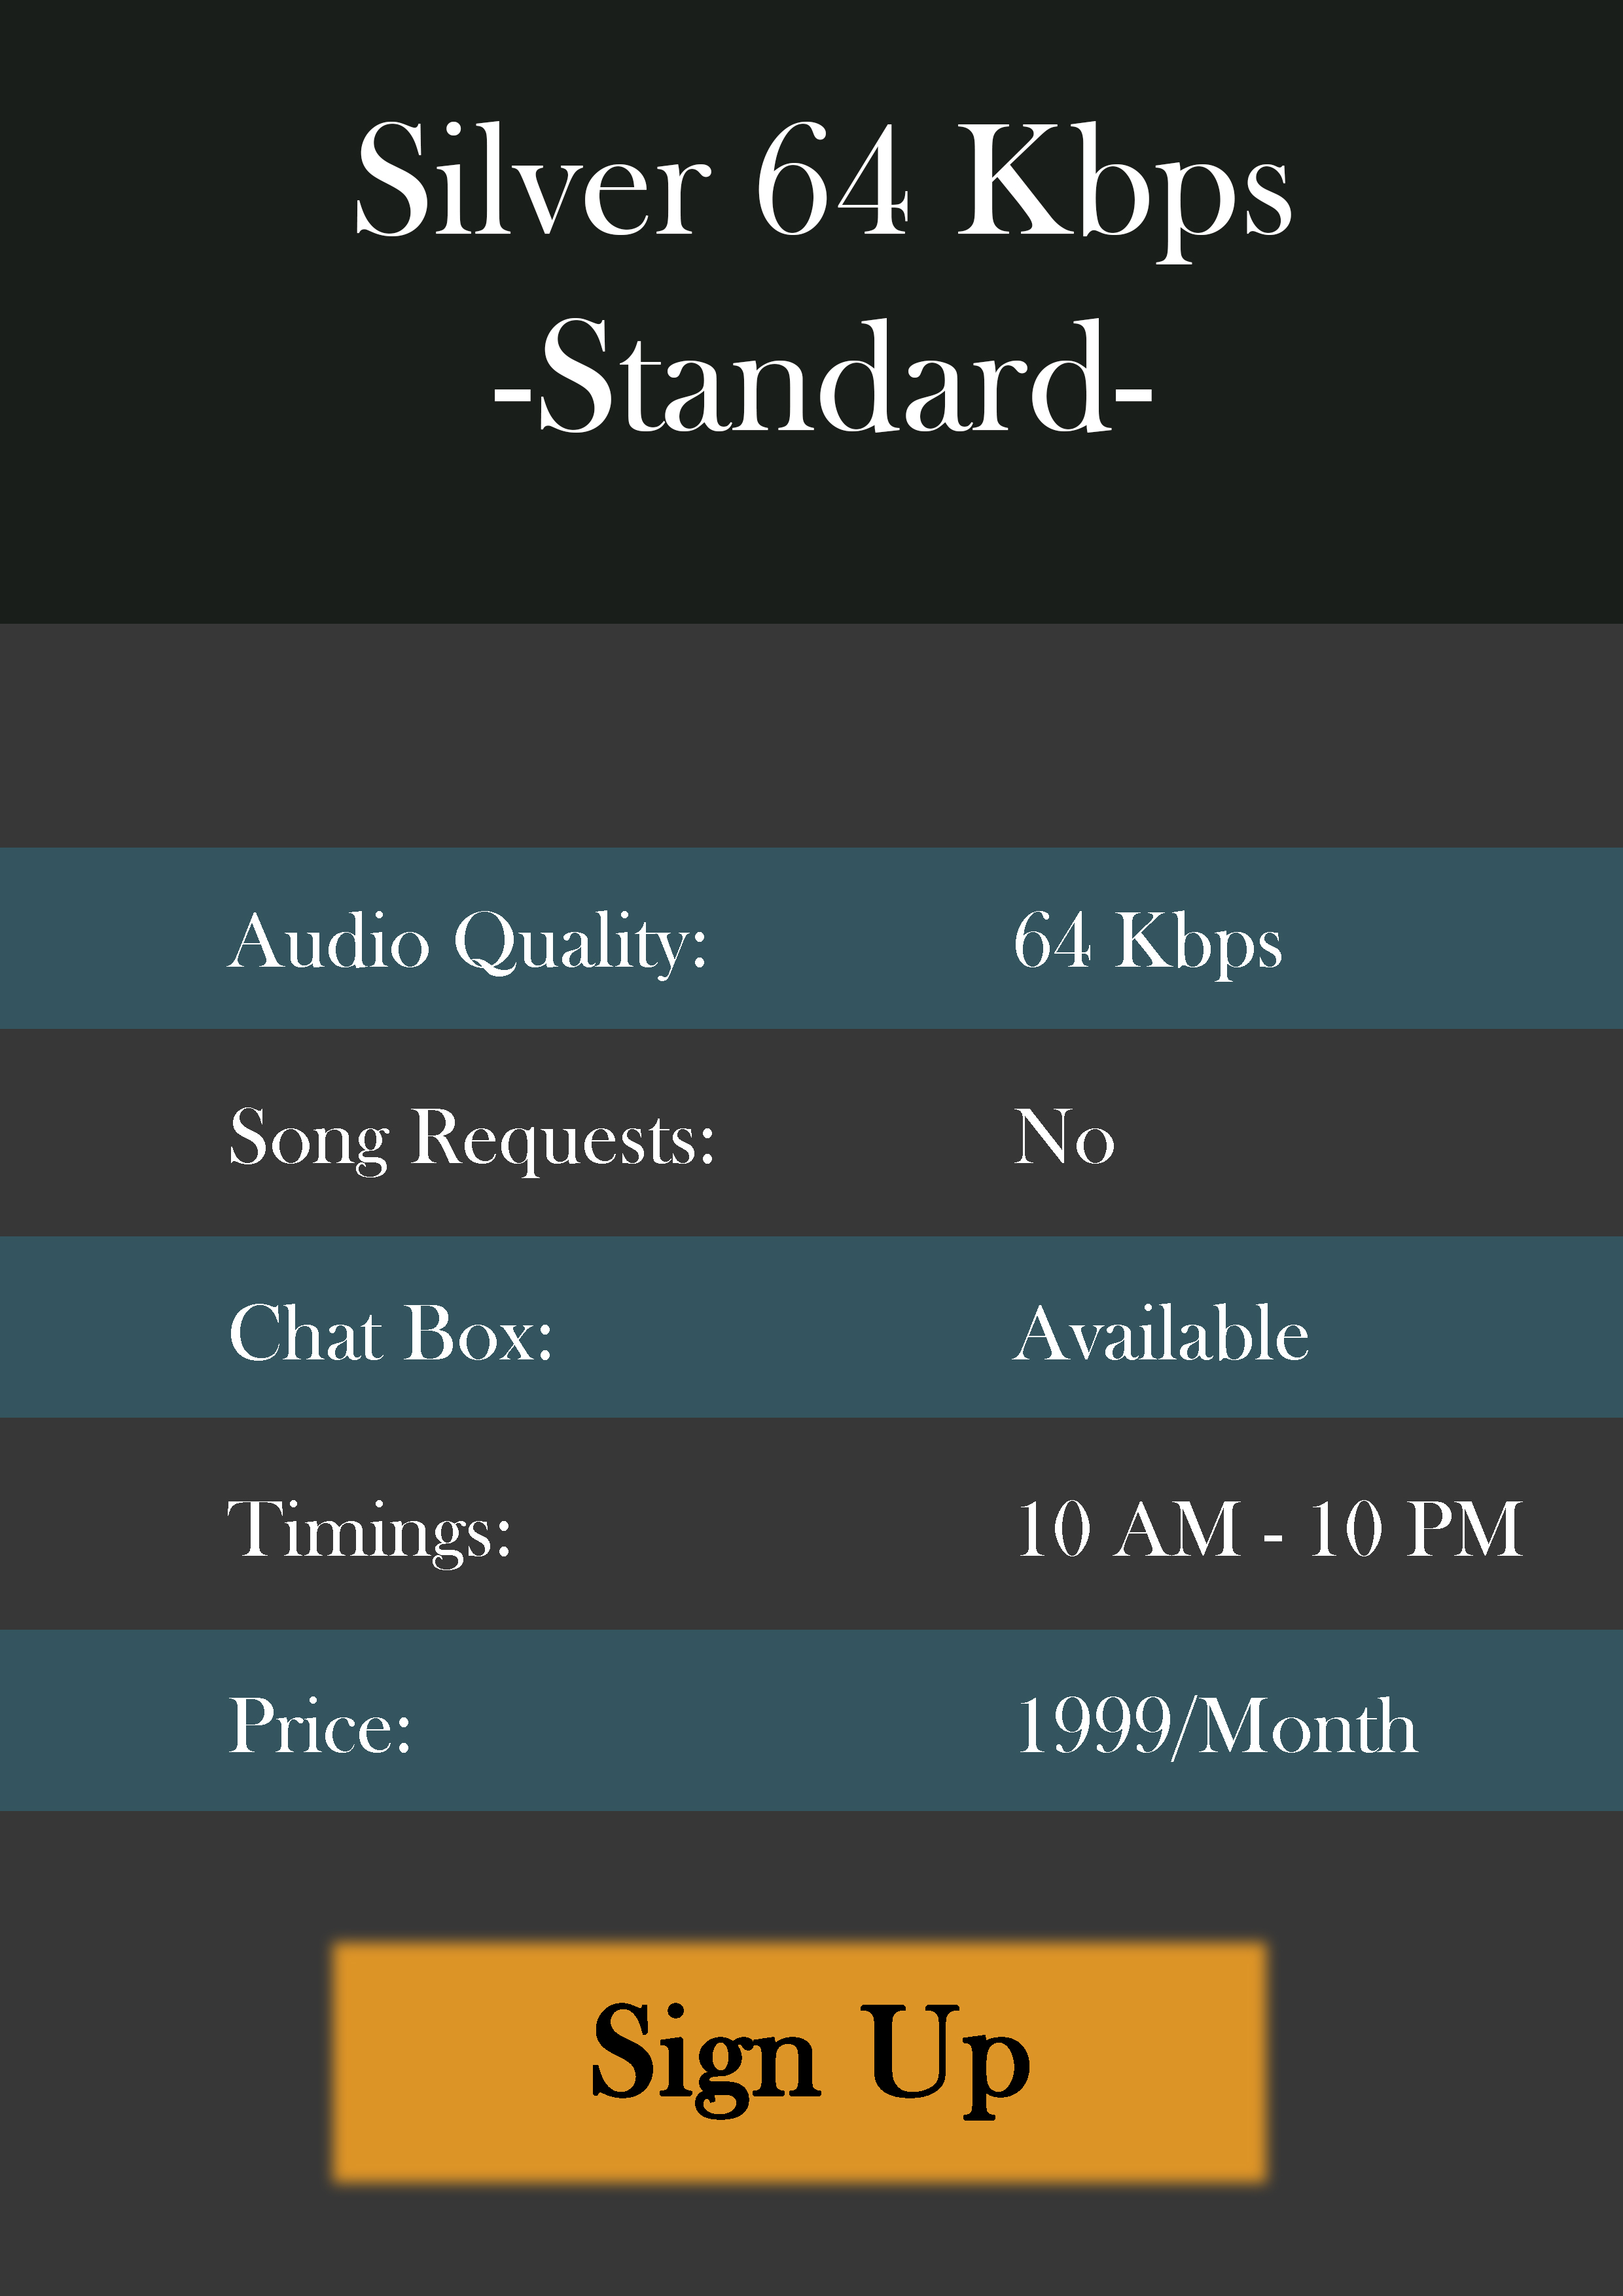 Silver 64 Kbps
-Standard-
Audio Quality: 64 Kbps
Song Requests: No
Chat Box: Available
Timings: 10 AM - 10 PM
Price: 1999/Month
Sign Up